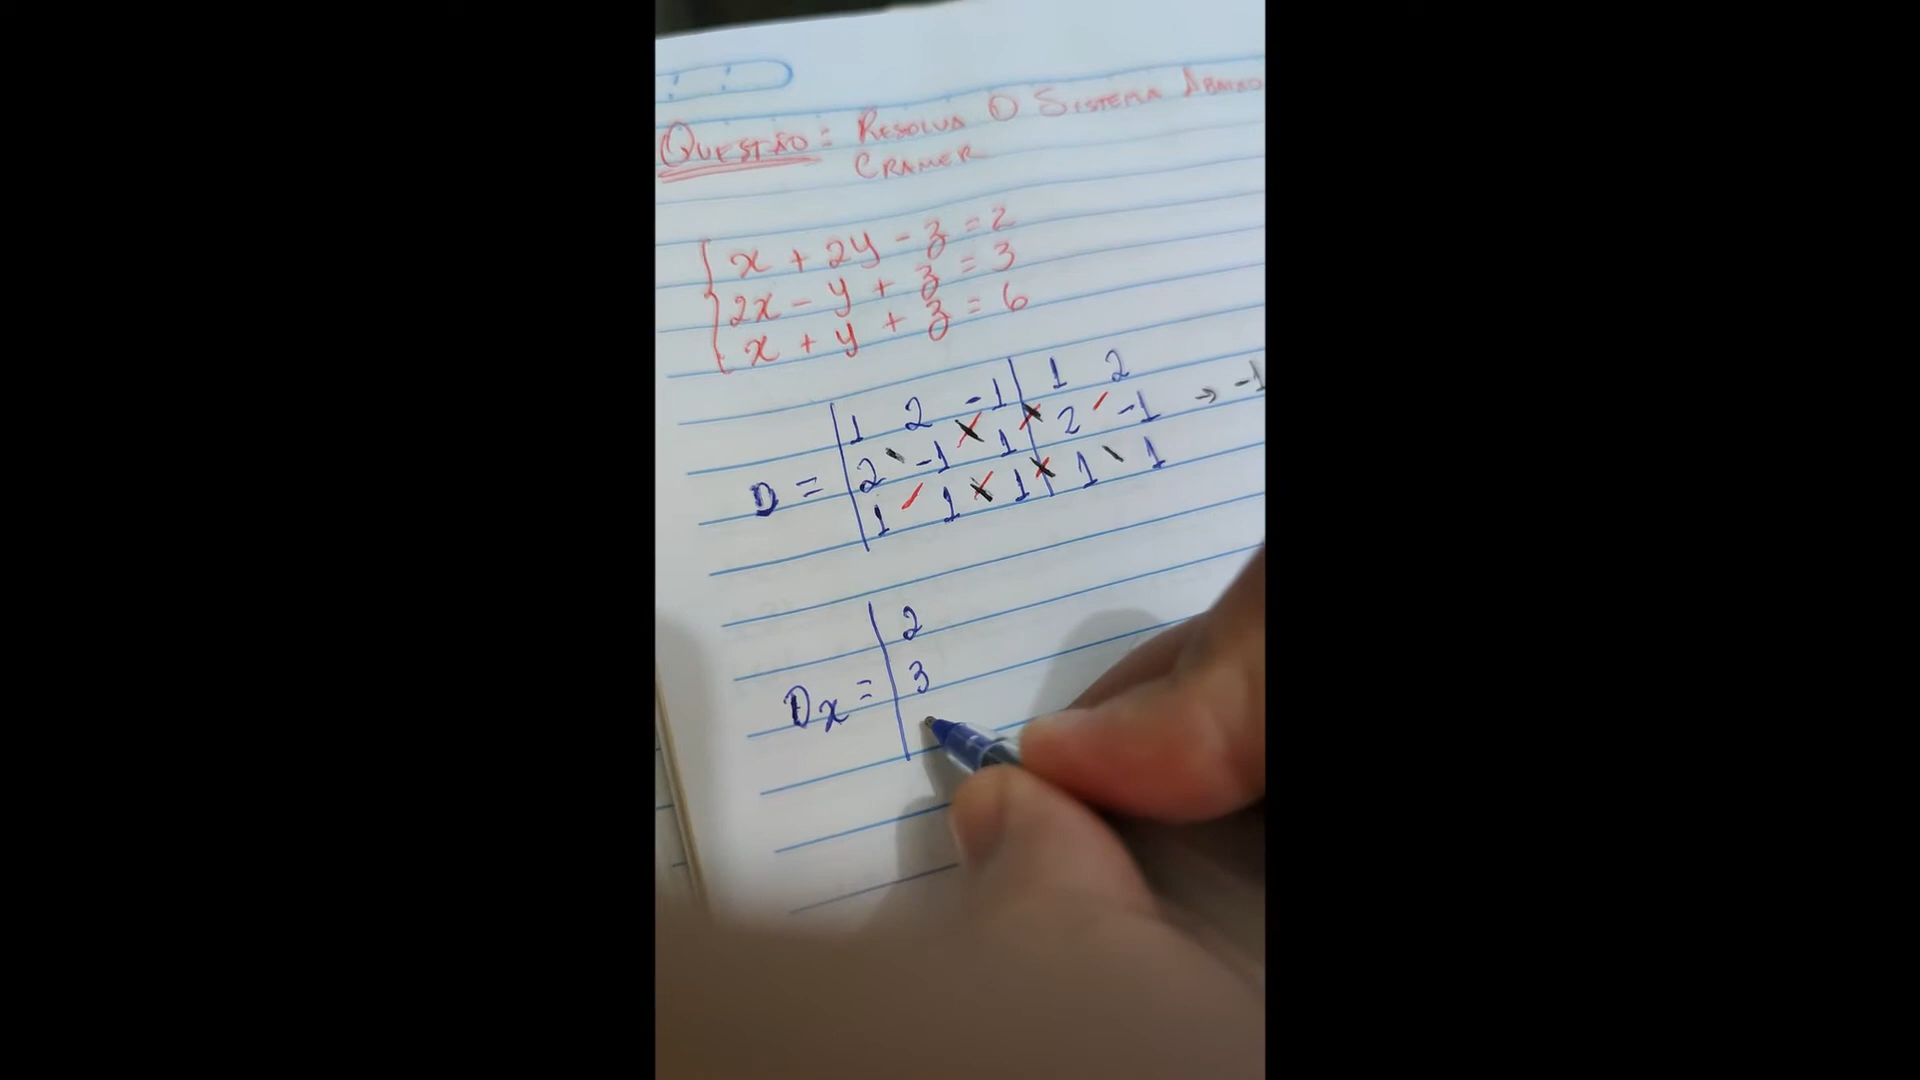 QUESTÃO: RESOLVA O SISTEMA ABAIXO
CRAMER
x + 2y - z = 2
2x - y + z = 3
x + y + z = 6
1 2 -1 | 1 2
D = 2 -1 1 | 2 -1 → -1
1 1 1 | 1 1
2
3
Dx =